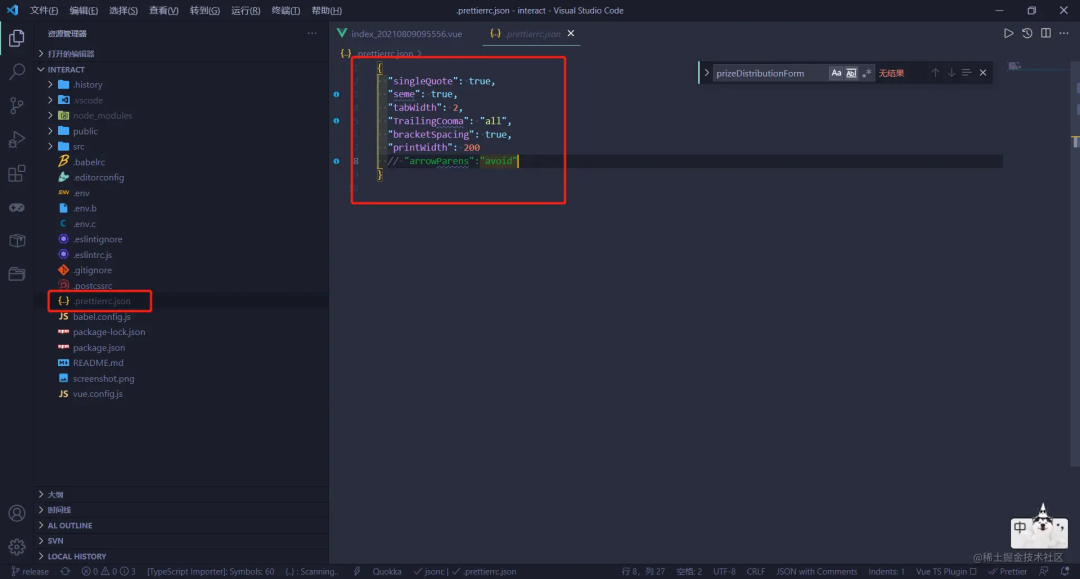 文件(F) 编辑(E) 选择(S) 查看(V) 转到(G) 运行(R) 终端(T) 帮助(H)
.prettierrc.json - interact - Visual Studio Code
资源管理器
打开的编辑器
INTERACT
.history
.vscode
node_modules
public
src
.babelrc
.editorconfig
.env
.env.b
.env.c
.eslintignore
.eslintrc.js
.gitignore
.postcssrc
.prettierrc.json
babel.config.js
package-lock.json
package.json
README.md
screenshot.png
vue.config.js
大纲
时间线
AL OUTLINE
SVN
LOCAL HISTORY
index_20210809095556.vue
.prettierrc.json
.prettierrc.json
{
"singleQuote": true,
"seme": true,
"tabWidth": 2,
"TrailingCooma": "all",
"bracketSpacing": true,
"printWidth": 200
8 // "arrowParens":"avoid"
}
prizeDistributionForm Aa 无结果
中
@稀土掘金技术社区
release 0 0 3 [TypeScript Importer]: Symbols: 60 {..} : Scanning.. Quokka jsonc | .prettierrc.json 行 8，列 27 空格: 2 UTF-8 CRLF JSON with Comments Indents: 1 Vue TS Plugin Prettier